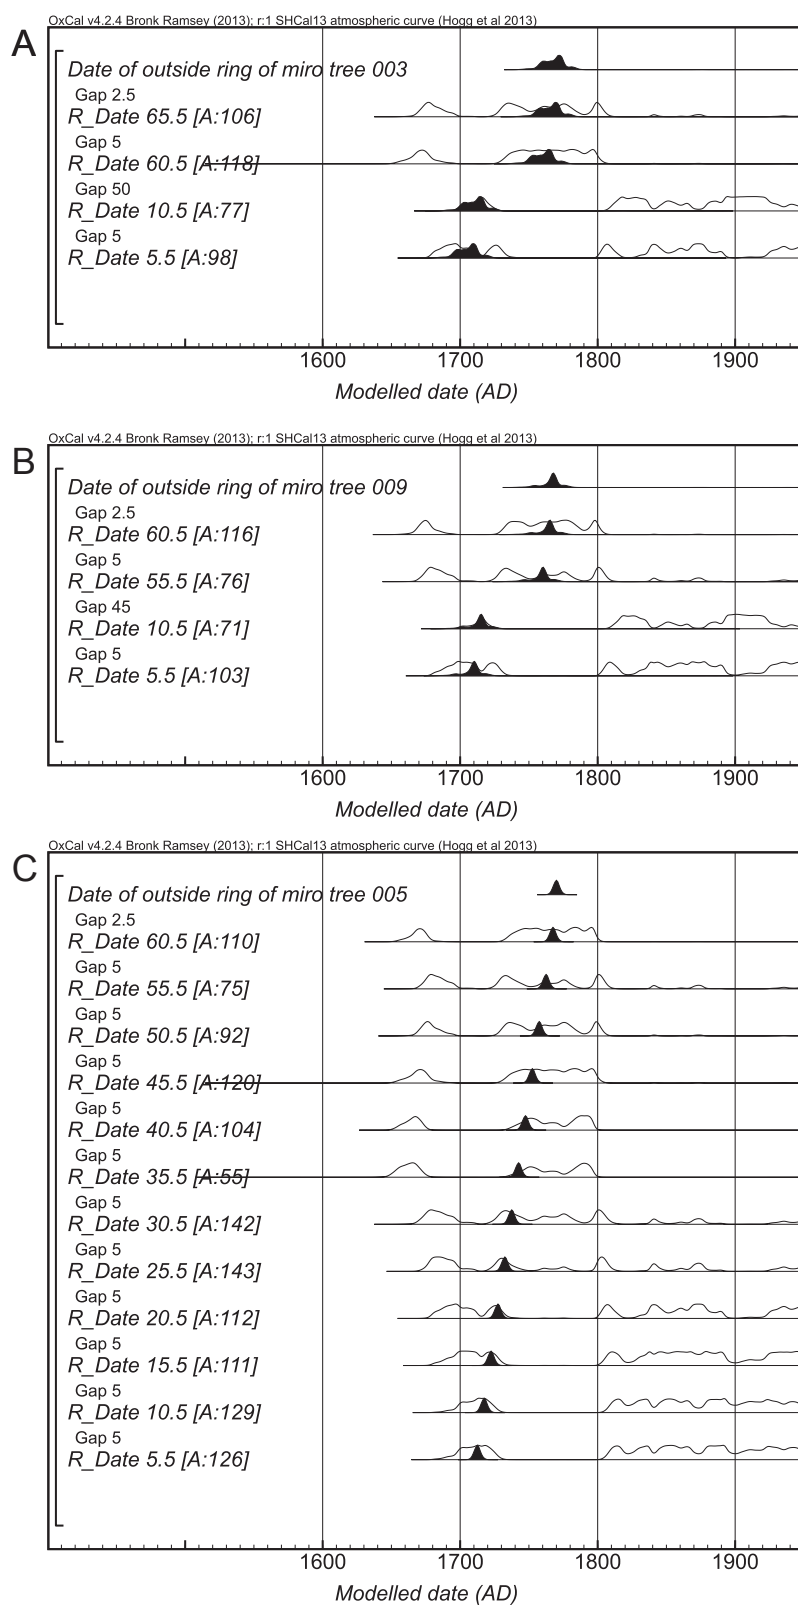 A
OxCal v4.2.4 Bronk Ramsey (2013); r:1 SHCal13 atmospheric curve (Hogg et al 2013)
Date of outside ring of miro tree 003
Gap 2.5
R_Date 65.5 [A:106]
Gap 5
R_Date 60.5 [A:118]
Gap 50
R_Date 10.5 [A:77]
Gap 5
R_Date 5.5 [A:98]
1600 1700 1800 1900
Modelled date (AD)
B
OxCal v4.2.4 Bronk Ramsey (2013); r:1 SHCal13 atmospheric curve (Hogg et al 2013)
Date of outside ring of miro tree 009
Gap 2.5
R_Date 60.5 [A:116]
Gap 5
R_Date 55.5 [A:76]
Gap 45
R_Date 10.5 [A:71]
Gap 5
R_Date 5.5 [A:103]
1600 1700 1800 1900
Modelled date (AD)
C
OxCal v4.2.4 Bronk Ramsey (2013); r:1 SHCal13 atmospheric curve (Hogg et al 2013)
Date of outside ring of miro tree 005
Gap 2.5
R_Date 60.5 [A:110]
Gap 5
R_Date 55.5 [A:75]
Gap 5
R_Date 50.5 [A:92]
Gap 5
R_Date 45.5 [A:120]
Gap 5
R_Date 40.5 [A:104]
Gap 5
R_Date 35.5 [A:55]
Gap 5
R_Date 30.5 [A:142]
Gap 5
R_Date 25.5 [A:143]
Gap 5
R_Date 20.5 [A:112]
Gap 5
R_Date 15.5 [A:111]
Gap 5
R_Date 10.5 [A:129]
Gap 5
R_Date 5.5 [A:126]
1600 1700 1800 1900
Modelled date (AD)